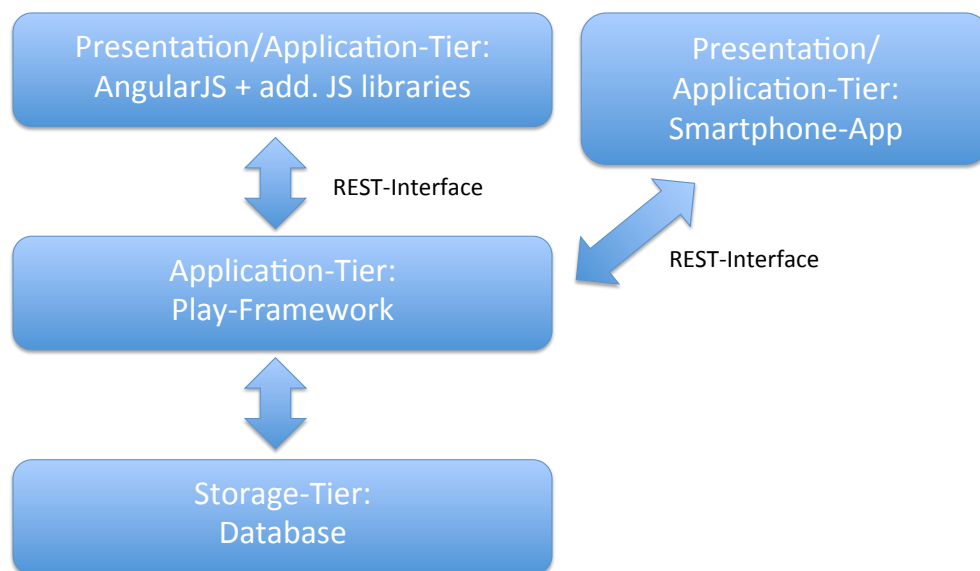 Presentation/Application-Tier:
AngularJS + add. JS libraries
Presentation/
Application-Tier:
Smartphone-App
REST-Interface
REST-Interface
Application-Tier:
Play-Framework
Storage-Tier:
Database